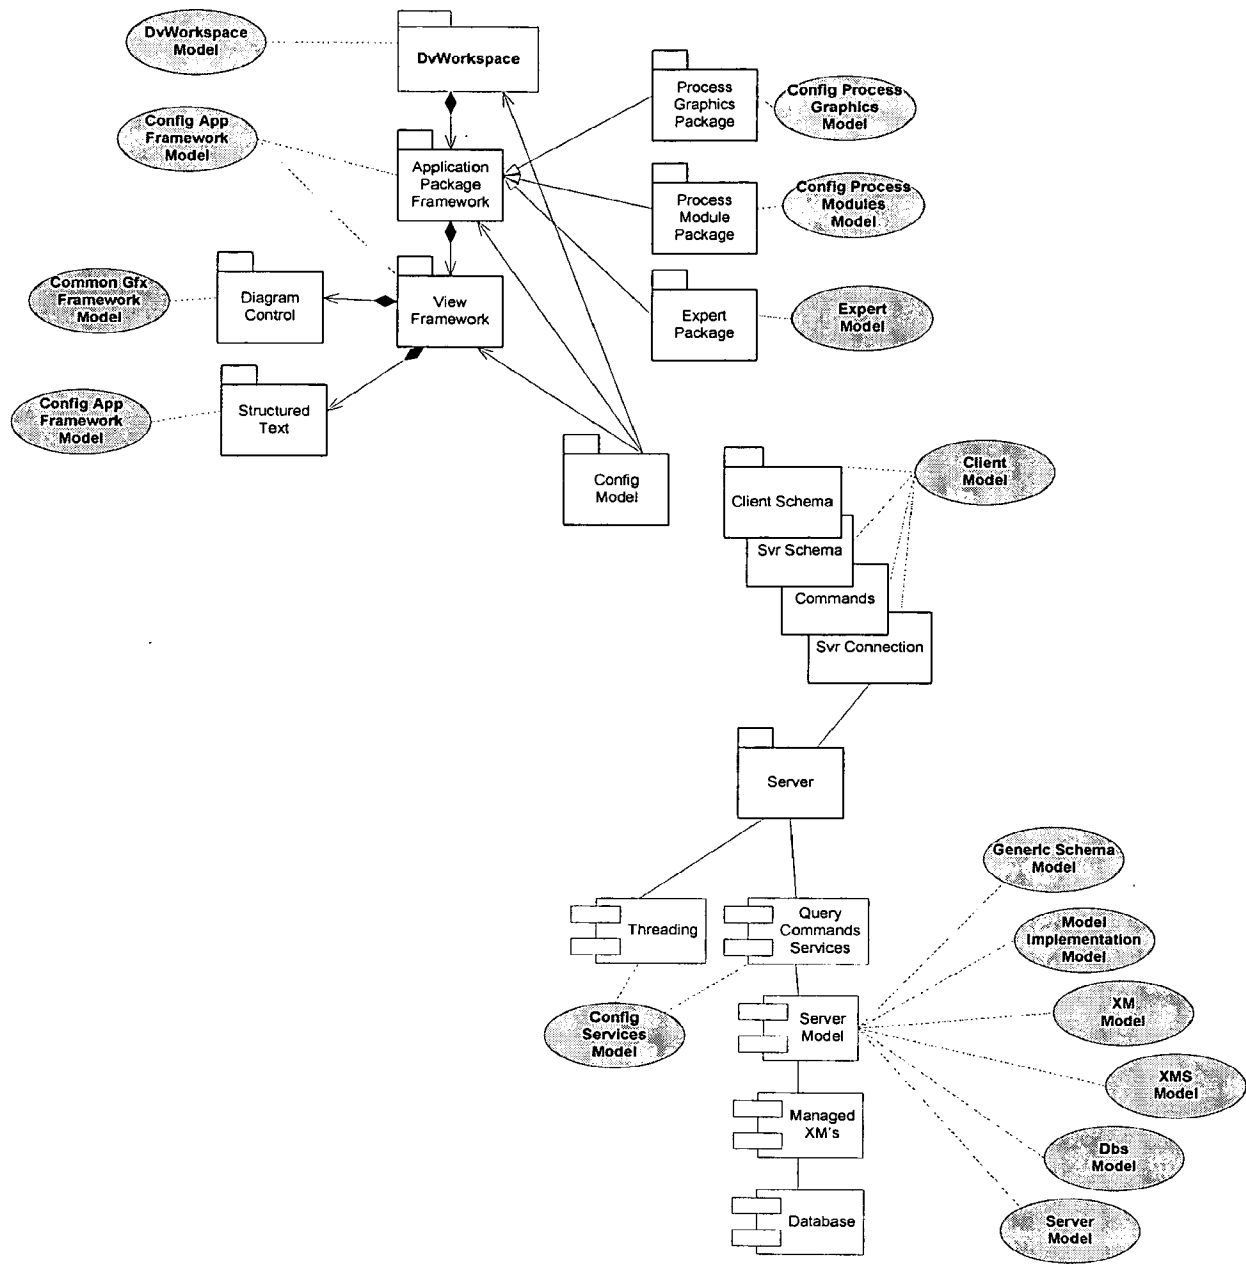 DvWorkspace
Model
DvWorkspace
Config App
Framework
Model
Application
Package
Framework
Process
Graphics
Package
Config Process
Graphics
Model
Process
Module
Package
Config Process
Modules
Model
Common Gfx
Framework
Model
Diagram
Control
View
Framework
Expert
Package
Expert
Model
Config App
Framework
Model
Structured
Text
Config
Model
Client Schema
Client
Model
Svr Schema
Commands
Svr Connection
Server
Threading
Query
Commands
Services
Generic Schema
Model
Model
Implementation
Model
Config
Services
Model
Server
Model
XM
Model
XMS
Model
Managed
XM's
Dbs
Model
Database
Server
Model